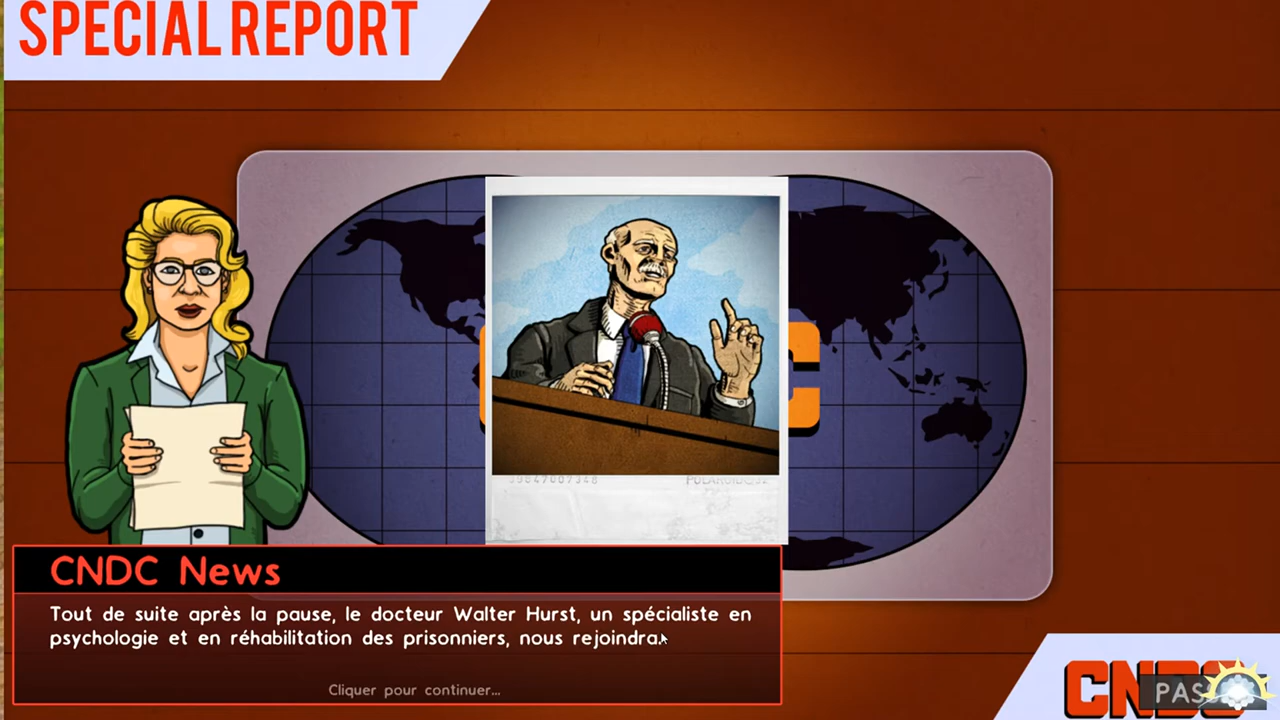 SPECIAL REPORT
CNDC News
Tout de suite après la pause, le docteur Walter Hurst, un spécialiste en
psychologie et en réhabilitation des prisonniers, nous rejoindra.
Cliquer pour continuer...